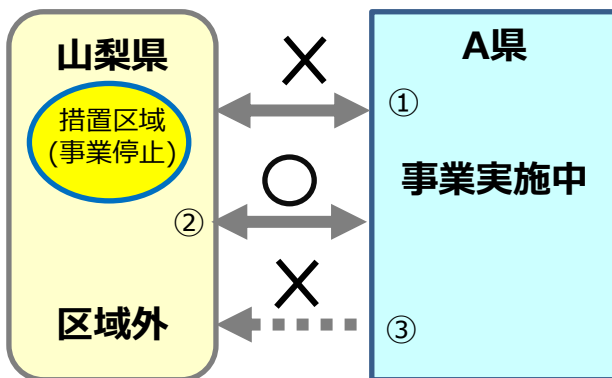 山梨県
措置区域
(事業停止)
②
区域外
×
○
×
A県
①
事業実施中
③